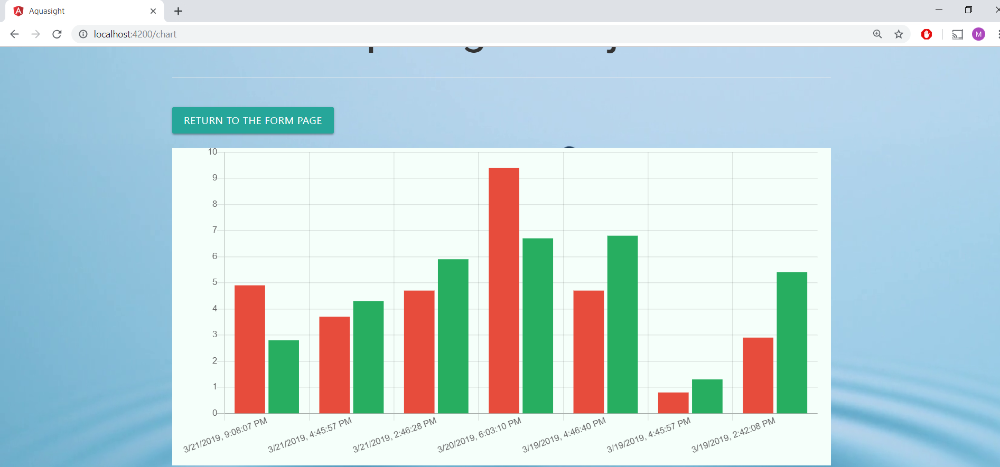 Aquasight
localhost:4200/chart
M
RETURN TO THE FORM PAGE
10
9
8
7
6
5
4
3
2
1
0
3/21/2019, 9:08:07 PM
3/21/2019, 4:45:57 PM
3/21/2019, 2:46:28 PM
3/20/2019, 6:03:10 PM
3/19/2019, 4:46:40 PM
3/19/2019, 4:45:57 PM
3/19/2019, 2:42:08 PM